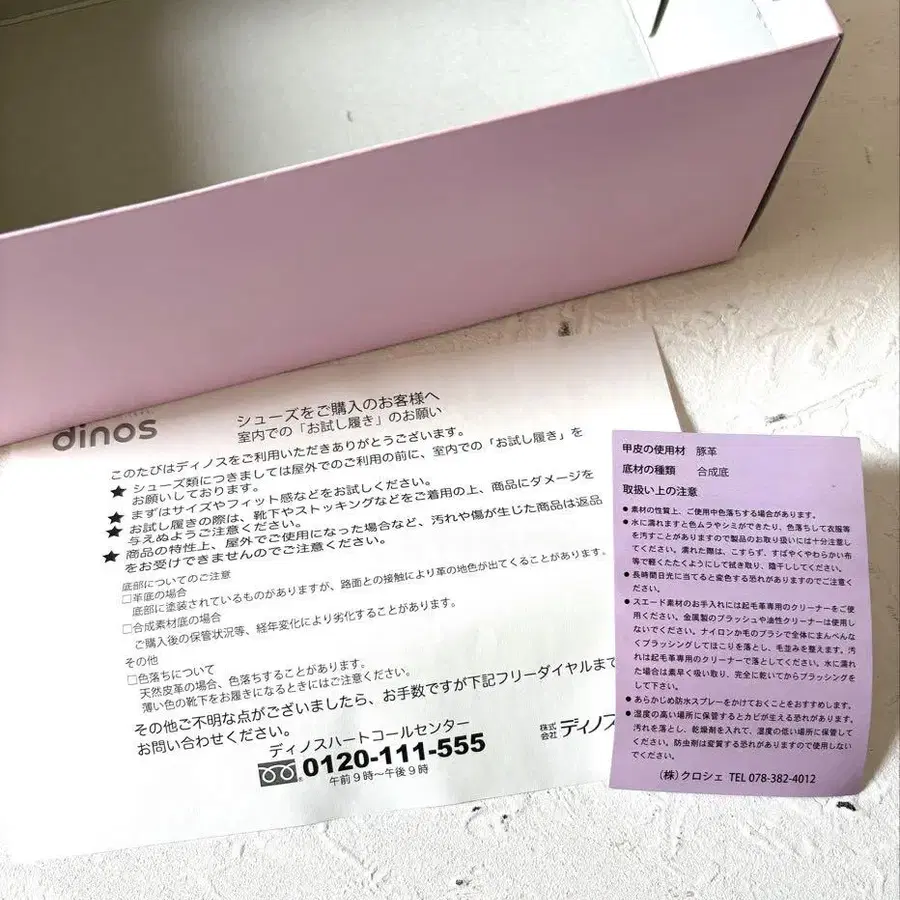 dinos
シューズをご購入のお客様へ
室内での「お試し履き」のお願い
このたびはディノスをご利用いただきありがとうございます。
★ シューズ類につきましては屋外でのご利用の前に、室内での「お試し履き」を
お願いしております。
★ まずはサイズやフィット感などをお試しください。
★ お試し履きの際は、靴下やストッキングなどをご着用の上、商品にダメージを
与えぬようご注意ください。
★ 商品の特性上、屋外でご使用になった場合など、汚れや傷が生じた商品は返品
をお受けできませんのでご注意ください。
底部についてのご注意
□革底の場合
底部に塗装されているものがありますが、路面との接触により革の地色が出てくることがあります。
□合成素材底の場合
ご購入後の保管状況等、経年変化により劣化することがあります。
その他
□色落ちについて
天然皮革の場合、色落ちすることがあります。
薄い色の靴下をお履きになるときにはご注意ください。
その他ご不明な点がございましたら、お手数ですが下記フリーダイヤルまで
お問い合わせください。
ディノスハートコールセンター
0120-111-555
午前9時〜午後9時
株式会社 ディノス
甲皮の使用材 豚革
底材の種類 合成底
取扱い上の注意
● 素材の性質上、ご使用中色落ちする場合があります。
● 水に濡れますと色ムラやシミができたり、色落ちして衣服等
を汚すことがありますので製品のお取り扱いには十分注意し
てください。濡れた際は、こすらず、すばやくやわらかい布
等で軽くたたくようにして拭き取り、陰干ししてください。
● 長時間日光に当てると変色する恐れがありますのでご注意く
ださい。
● スエード素材のお手入れには起毛革専用のクリーナーをご使
用ください。金属製のブラッシュや油性クリーナーは使用し
ないでください。ナイロンか毛のブラシで全体にまんべんな
くブラッシングしてほこりを落とし、毛並みを整えます。汚
れは起毛革専用のクリーナーで落としてください。水に濡れ
た場合は素早く吸い取り、完全に乾いてからブラッシングを
して下さい。
● あらかじめ防水スプレーをかけておくことをおすすめします。
● 湿度の高い場所に保管するとカビが生える恐れがあります。
汚れを落とし、乾燥剤を入れて、湿度の低い場所に保管して
ください。防虫剤は変質する恐れがありますので使用しない
でください。
(株)クロシェ TEL 078-382-4012